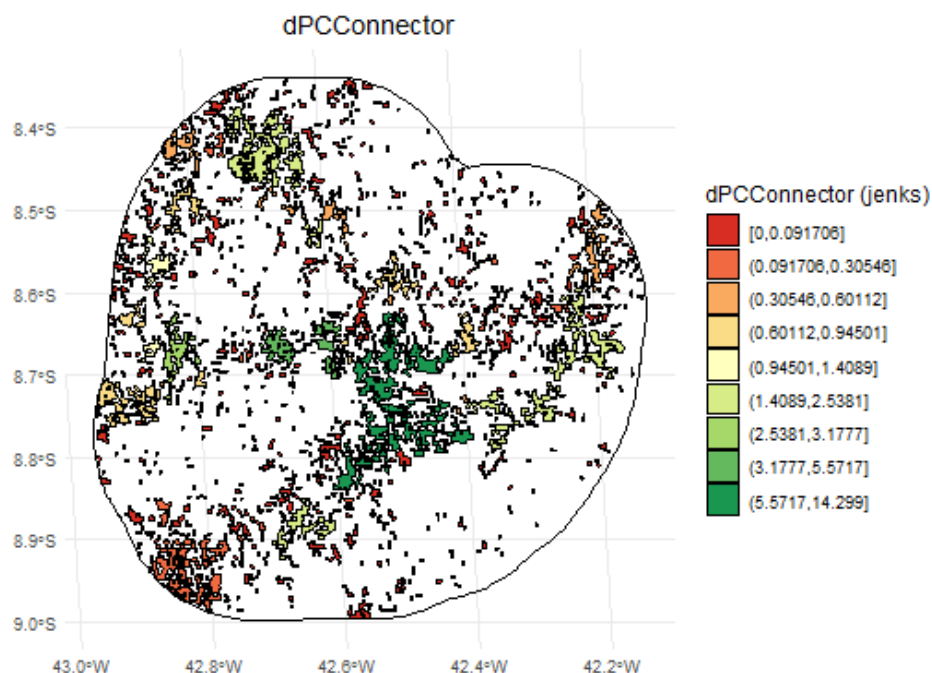 dPCConnector
8.4°S
8.5°S
8.6°S
8.7°S
8.8°S
8.9°S
9.0°S
43.0°W
42.8°W
42.6°W
42.4°W
42.2°W
dPCConnector (jenks)
[0,0.091706]
(0.091706,0.30546]
(0.30546,0.60112]
(0.60112,0.94501]
(0.94501,1.4089]
(1.4089,2.5381]
(2.5381,3.1777]
(3.1777,5.5717]
(5.5717,14.299]